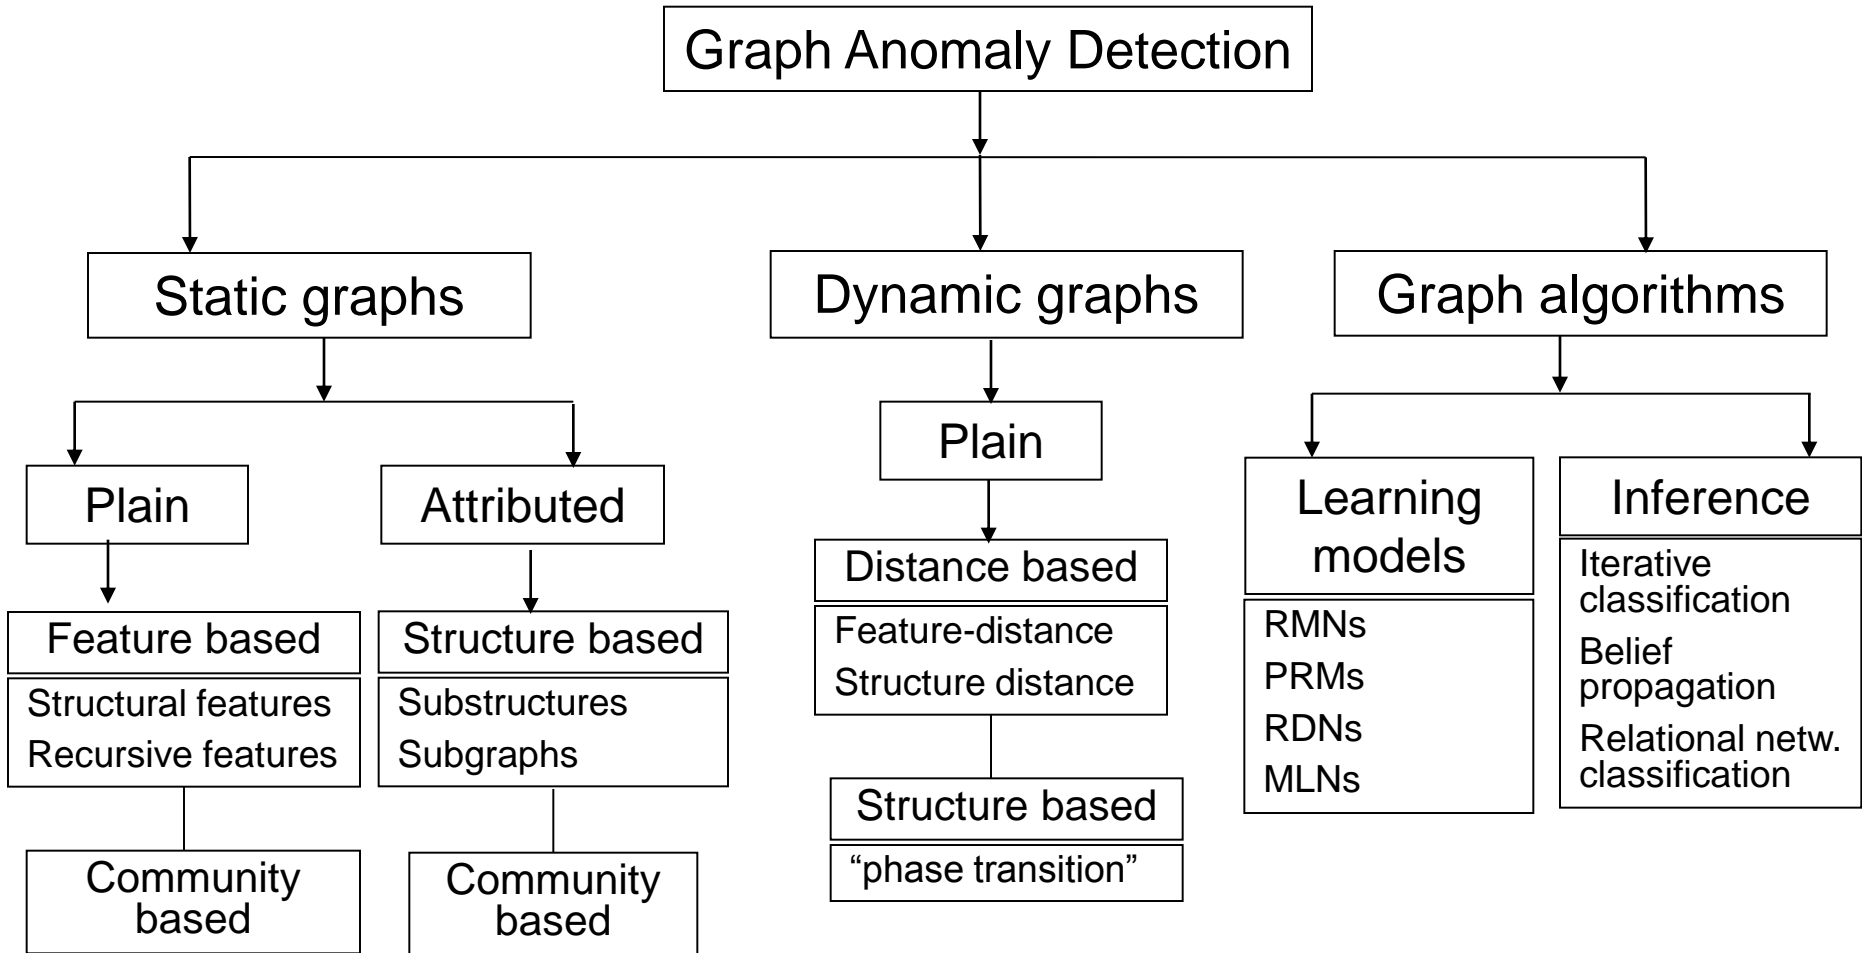 Graph Anomaly Detection
Static graphs
Dynamic graphs
Graph algorithms
Plain
Attributed
Plain
Learning
models
Inference
Feature based
Structural features
Recursive features
Community
based
Structure based
Substructures
Subgraphs
Community
based
Distance based
Feature-distance
Structure distance
Structure based
“phase transition”
RMNs
PRMs
RDNs
MLNs
Iterative
classification
Belief
propagation
Relational netw.
classification